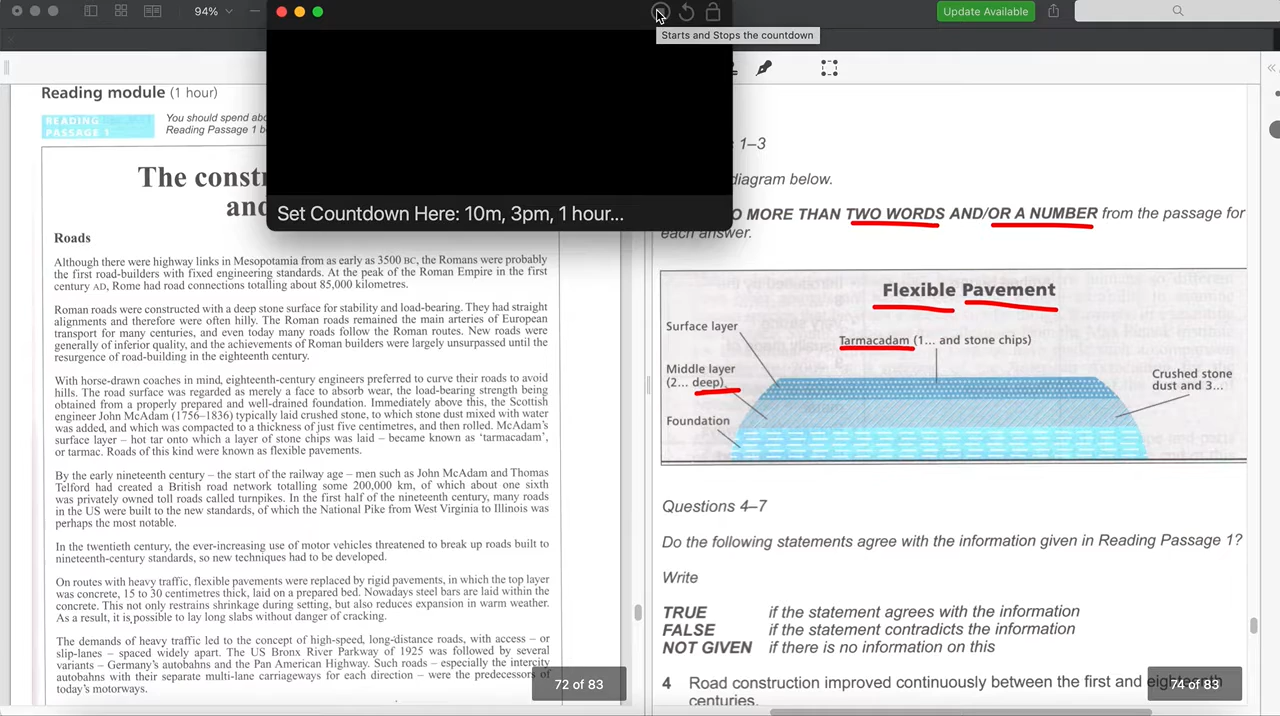 94%
Update Available
Starts and Stops the countdown
Set Countdown Here: 10m, 3pm, 1 hour...
Reading module (1 hour)
READING
PASSAGE 1
You should spend abo
Reading Passage 1 b
The constr
and
Roads
Although there were highway links in Mesopotamia from as early as 3500 BC, the Romans were probably
the first road-builders with fixed engineering standards. At the peak of the Roman Empire in the first
century AD, Rome had road connections totalling about 85,000 kilometres.
Roman roads were constructed with a deep stone surface for stability and load-bearing. They had straight
alignments and therefore were often hilly. The Roman roads remained the main arteries of European
transport for many centuries, and even today many roads follow the Roman routes. New roads were
generally of inferior quality, and the achievements of Roman builders were largely unsurpassed until the
resurgence of road-building in the eighteenth century.
With horse-drawn coaches in mind, eighteenth-century engineers preferred to curve their roads to avoid
hills. The road surface was regarded as merely a face to absorb wear, the load-bearing strength being
obtained from a properly prepared and well-drained foundation. Immediately above this, the Scottish
engineer John McAdam (1756–1836) typically laid crushed stone, to which stone dust mixed with water
was added, and which was compacted to a thickness of just five centimetres, and then rolled. McAdam's
surface layer – hot tar onto which a layer of stone chips was laid – became known as 'tarmacadam',
or tarmac. Roads of this kind were known as flexible pavements.
By the early nineteenth century – the start of the railway age – men such as John McAdam and Thomas
Telford had created a British road network totalling some 200,000 km, of which about one sixth
was privately owned toll roads called turnpikes. In the first half of the nineteenth century, many roads
in the US were built to the new standards, of which the National Pike from West Virginia to Illinois was
perhaps the most notable.
In the twentieth century, the ever-increasing use of motor vehicles threatened to break up roads built to
nineteenth-century standards, so new techniques had to be developed.
On routes with heavy traffic, flexible pavements were replaced by rigid pavements, in which the top layer
was concrete, 15 to 30 centimetres thick, laid on a prepared bed. Nowadays steel bars are laid within the
concrete. This not only restrains shrinkage during setting, but also reduces expansion in warm weather.
As a result, it is possible to lay long slabs without danger of cracking.
The demands of heavy traffic led to the concept of high-speed, long-distance roads, with access – or
slip-lanes – spaced widely apart. The US Bronx River Parkway of 1925 was followed by several
variants – Germany's autobahns and the Pan American Highway. Such roads – especially the intercity
autobahns with their separate multi-lane carriageways for each direction – were the predecessors of
today's motorways.
72 of 83
1–3
diagram below.
O MORE THAN TWO WORDS AND/OR A NUMBER from the passage for
each answer.
Flexible Pavement
Surface layer
Tarmacadam (1... and stone chips)
Middle layer
(2... deep)
Crushed stone
dust and 3...
Foundation
Questions 4–7
Do the following statements agree with the information given in Reading Passage 1?
Write
TRUE if the statement agrees with the information
FALSE if the statement contradicts the information
NOT GIVEN if there is no information on this
4 Road construction improved continuously between the first and eighteenth
centuries.
74 of 83